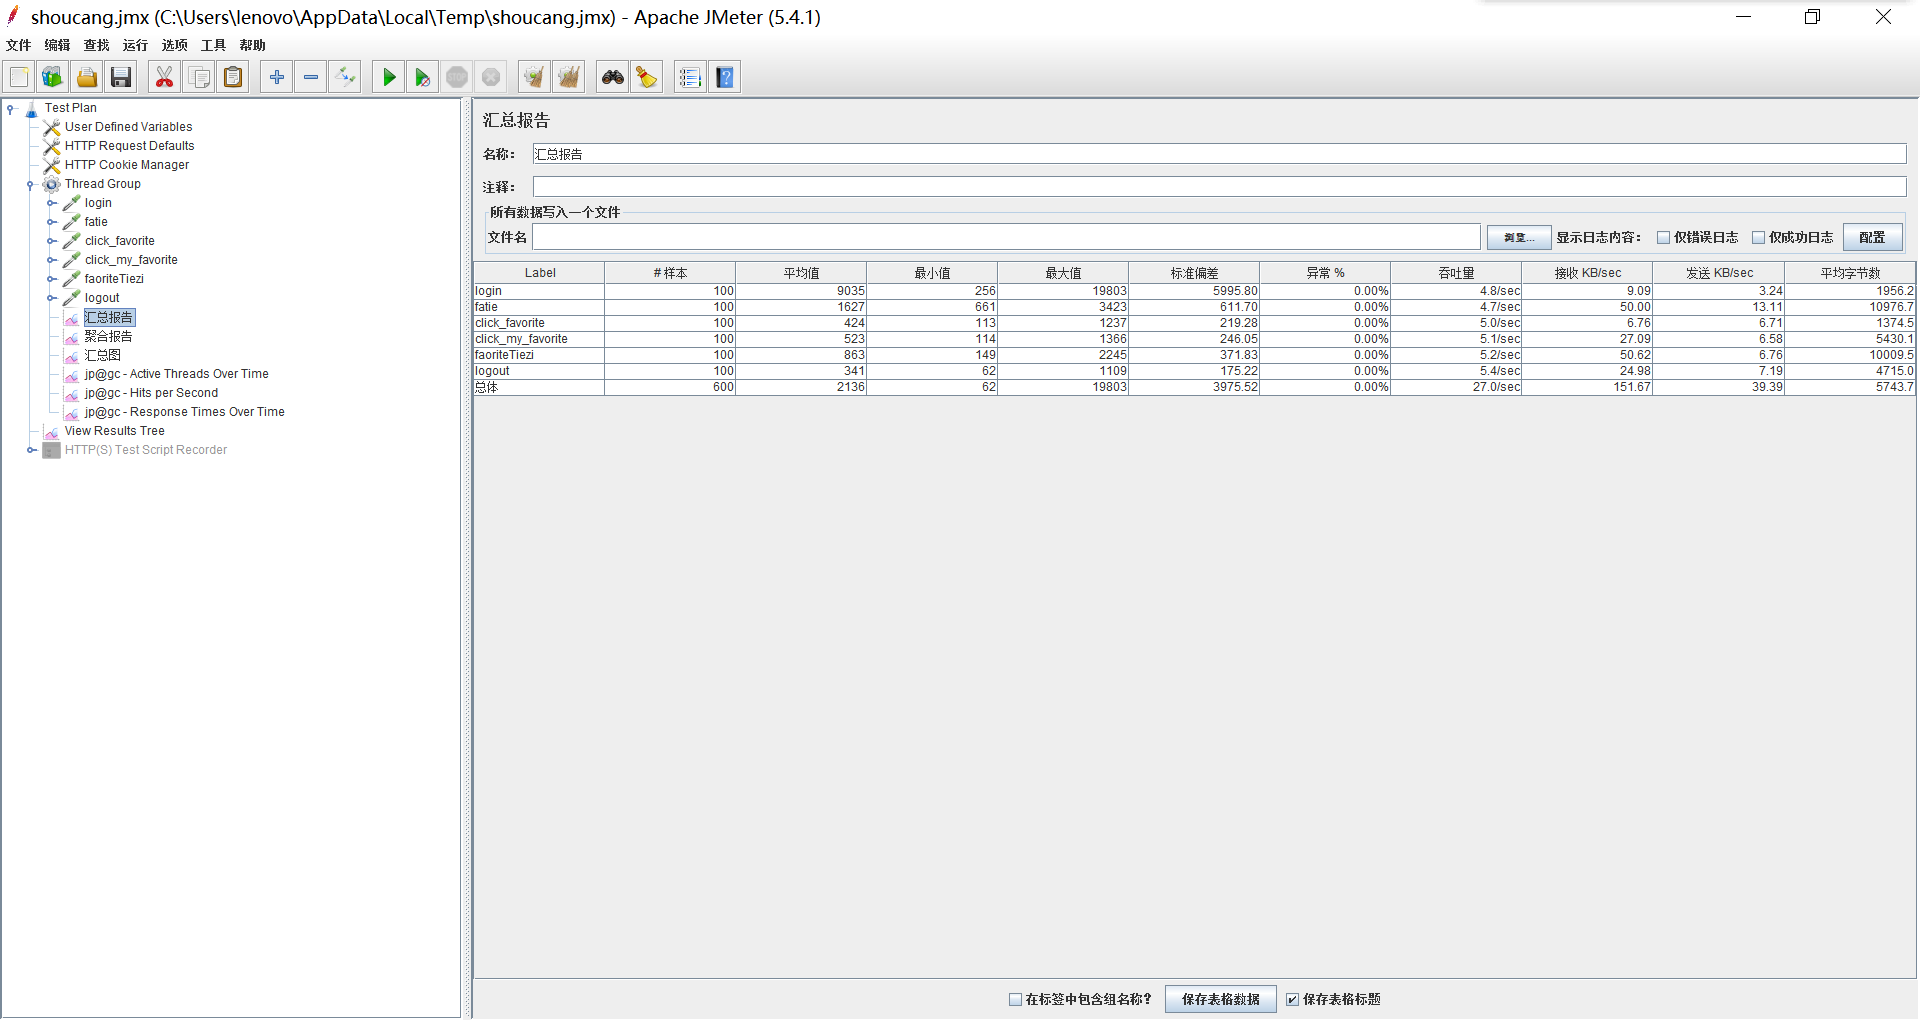 shoucang.jmx (C:\Users\lenovo\AppData\Local\Temp\shoucang.jmx) - Apache JMeter (5.4.1)
文件 编辑 查找 运行 选项 工具 帮助
STOP
Test Plan
User Defined Variables
HTTP Request Defaults
HTTP Cookie Manager
Thread Group
login
fatie
click_favorite
click_my_favorite
faoriteTiezi
logout
汇总报告
聚合报告
汇总图
jp@gc - Active Threads Over Time
jp@gc - Hits per Second
jp@gc - Response Times Over Time
View Results Tree
HTTP(S) Test Script Recorder
汇总报告
名称： 汇总报告
注释：
所有数据写入一个文件
文件名 浏览... 显示日志内容： 仅错误日志 仅成功日志 配置
Label # 样本 平均值 最小值 最大值 标准偏差 异常 % 吞吐量 接收 KB/sec 发送 KB/sec 平均字节数
login 100 9035 256 19803 5995.80 0.00% 4.8/sec 9.09 3.24 1956.2
fatie 100 1627 661 3423 611.70 0.00% 4.7/sec 50.00 13.11 10976.7
click_favorite 100 424 113 1237 219.28 0.00% 5.0/sec 6.76 6.71 1374.5
click_my_favorite 100 523 114 1366 246.05 0.00% 5.1/sec 27.09 6.58 5430.1
faoriteTiezi 100 863 149 2245 371.83 0.00% 5.2/sec 50.62 6.76 10009.5
logout 100 341 62 1109 175.22 0.00% 5.4/sec 24.98 7.19 4715.0
总体 600 2136 62 19803 3975.52 0.00% 27.0/sec 151.67 39.39 5743.7
在标签中包含组名称？ 保存表格数据 保存表格标题